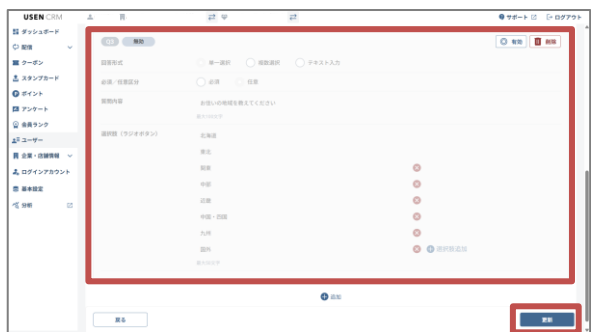 USEN CRM
サポート
ログアウト
ダッシュボード
配信
クーポン
スタンプカード
ポイント
アンケート
会員ランク
ユーザー
企業・店舗情報
ログインアカウント
基本設定
分析
Q3 無効
有効 削除
回答形式 単一選択 複数選択 テキスト入力
必須/任意区分 必須 任意
質問内容 お住いの地域を教えてください
選択肢(ラジオボタン) 北海道
東北
関東
中部
近畿
中国・四国
九州
国外 選択肢追加
追加
戻る 更新